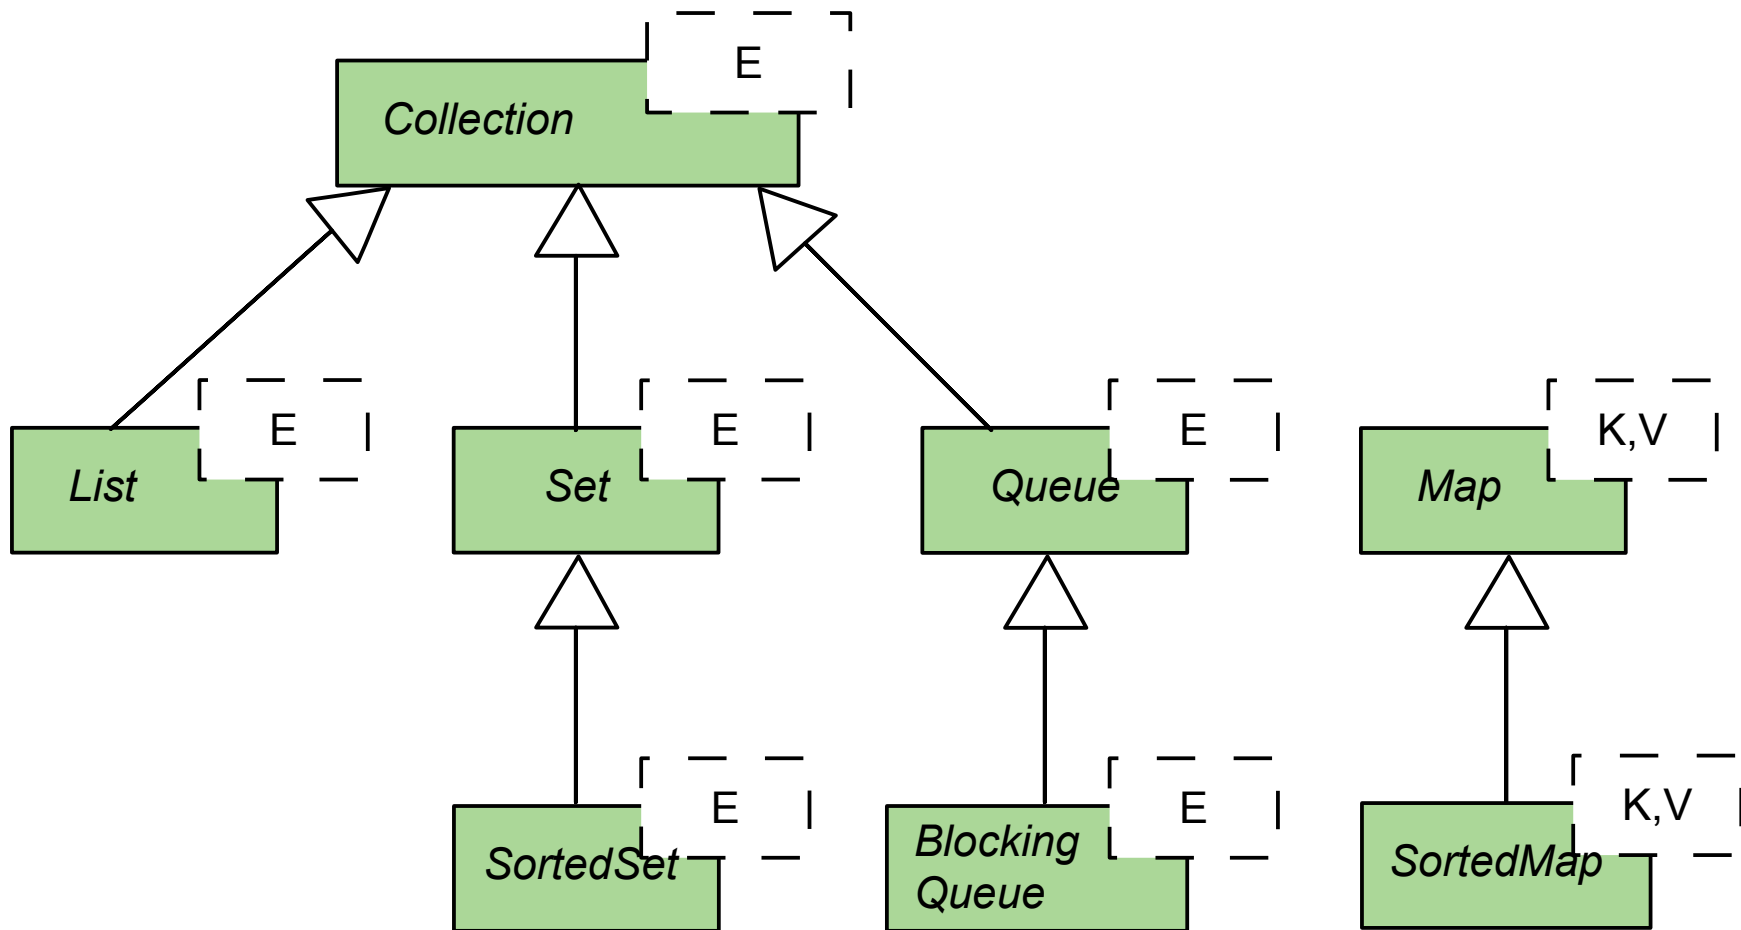 E
Collection
E
E
E
K,V
List
Set
Queue
Map
E
E
K,V
SortedSet
Blocking
Queue
SortedMap